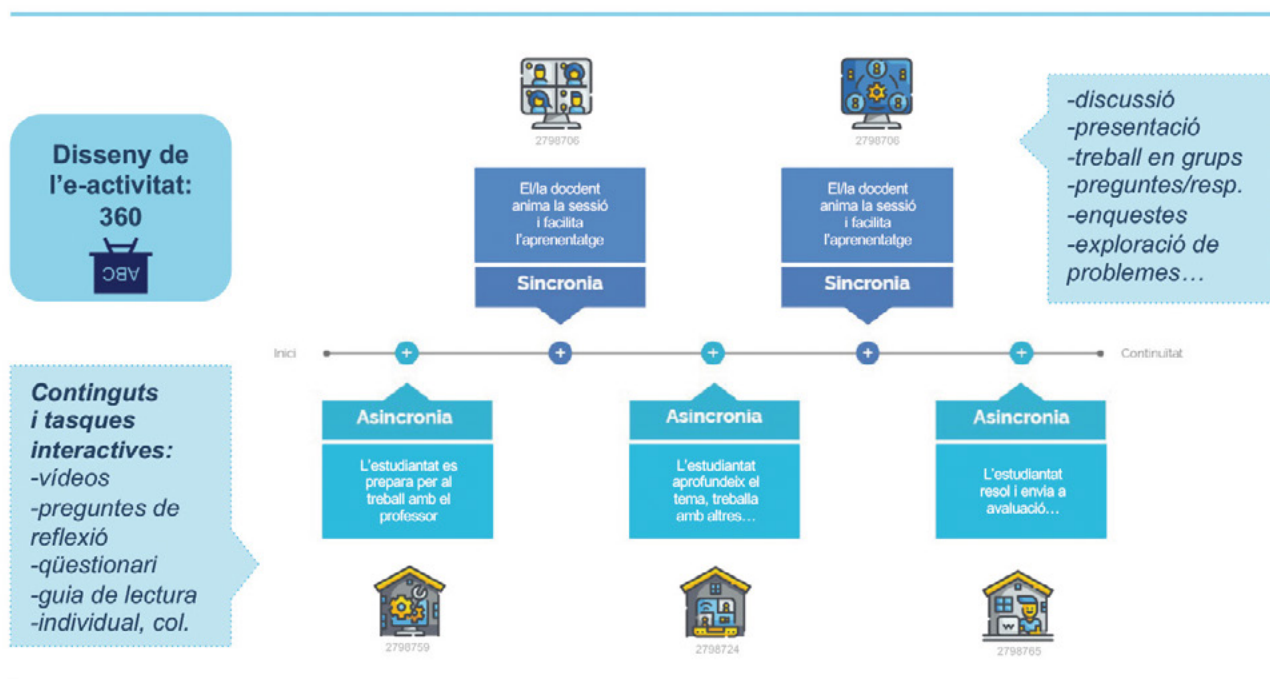 Disseny de
l'e-activitat:
360
ABC
2798706
El/la docdent
anima la sessió
i facilita
l'aprenentatge
Sincronia
2798706
El/la docdent
anima la sessió
i facilita
l'aprenentatge
Sincronia
-discussió
-presentació
-treball en grups
-preguntes/resp.
-enquestes
-exploració de
problemes…
Inici
Continuïtat
Continguts
i tasques
interactives:
-vídeos
-preguntes de
reflexió
-qüestionari
-guia de lectura
-individual, col.
Asincronia
L'estudiantat es
prepara per al
treball amb el
professor
2798759
Asincronia
L'estudiantat
aprofundeix el
tema, treballa
amb altres…
2798724
Asincronia
L'estudiantat
resol i envia a
avaluació…
2798765